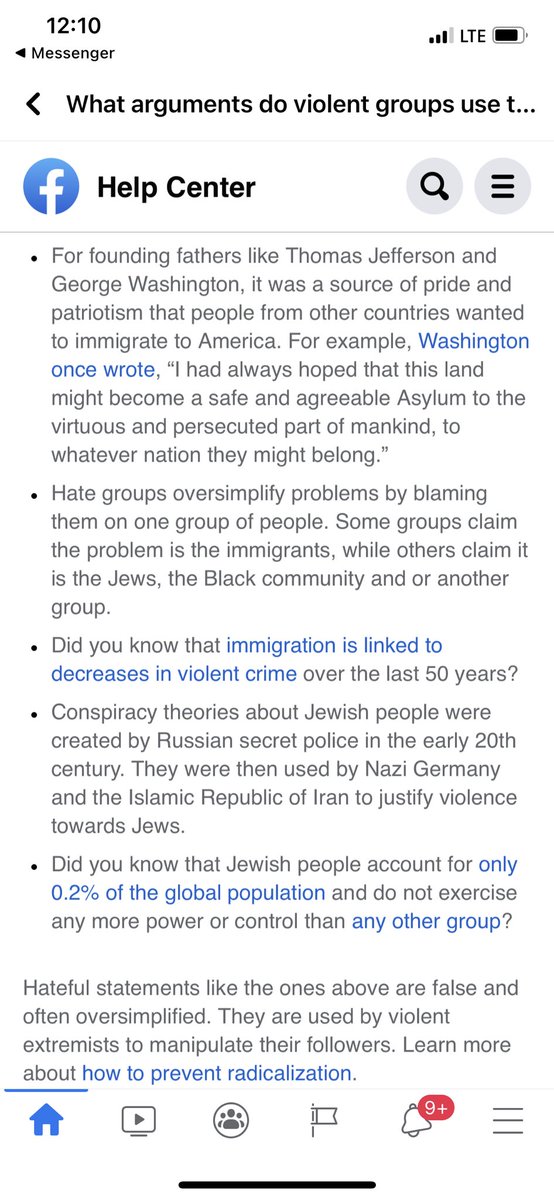 12:10
LTE
◄ Messenger
What arguments do violent groups use t...
Help Center
• For founding fathers like Thomas Jefferson and
George Washington, it was a source of pride and
patriotism that people from other countries wanted
to immigrate to America. For example, Washington
once wrote, “I had always hoped that this land
might become a safe and agreeable Asylum to the
virtuous and persecuted part of mankind, to
whatever nation they might belong.”
• Hate groups oversimplify problems by blaming
them on one group of people. Some groups claim
the problem is the immigrants, while others claim it
is the Jews, the Black community and or another
group.
• Did you know that immigration is linked to
decreases in violent crime over the last 50 years?
• Conspiracy theories about Jewish people were
created by Russian secret police in the early 20th
century. They were then used by Nazi Germany
and the Islamic Republic of Iran to justify violence
towards Jews.
• Did you know that Jewish people account for only
0.2% of the global population and do not exercise
any more power or control than any other group?
Hateful statements like the ones above are false and
often oversimplified. They are used by violent
extremists to manipulate their followers. Learn more
about how to prevent radicalization.
9+